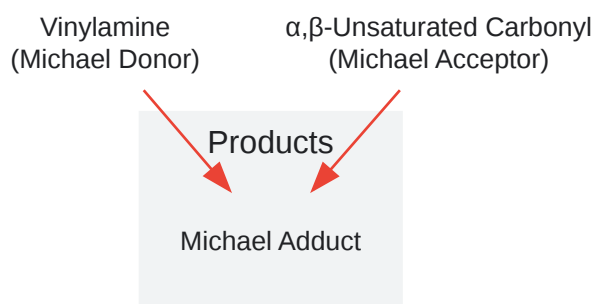 Vinylamine
(Michael Donor)
α,β-Unsaturated Carbonyl
(Michael Acceptor)
Products
Michael Adduct